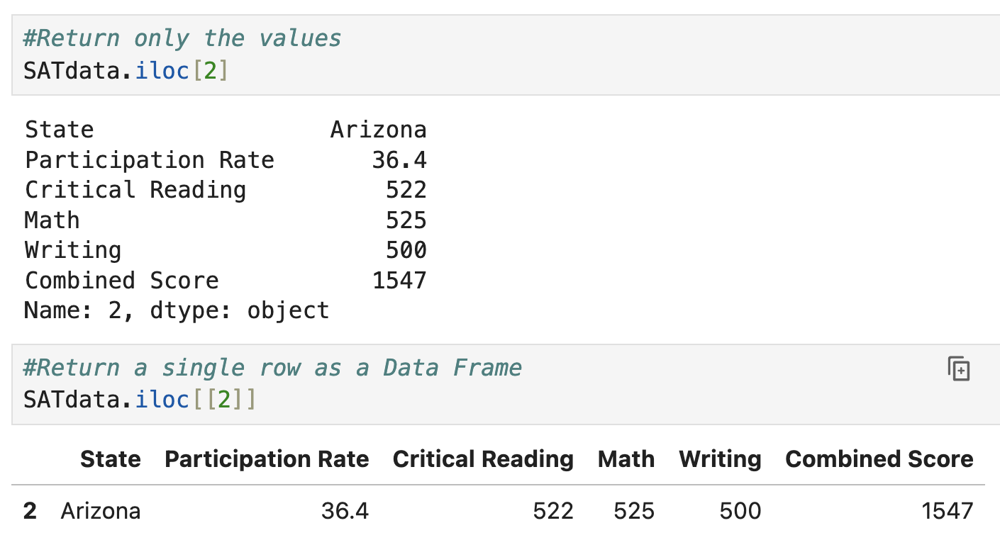 #Return only the values
SATdata.iloc[2]
State Arizona
Participation Rate 36.4
Critical Reading 522
Math 525
Writing 500
Combined Score 1547
Name: 2, dtype: object
#Return a single row as a Data Frame
SATdata.iloc[[2]]
State Participation Rate Critical Reading Math Writing Combined Score
2 Arizona 36.4 522 525 500 1547